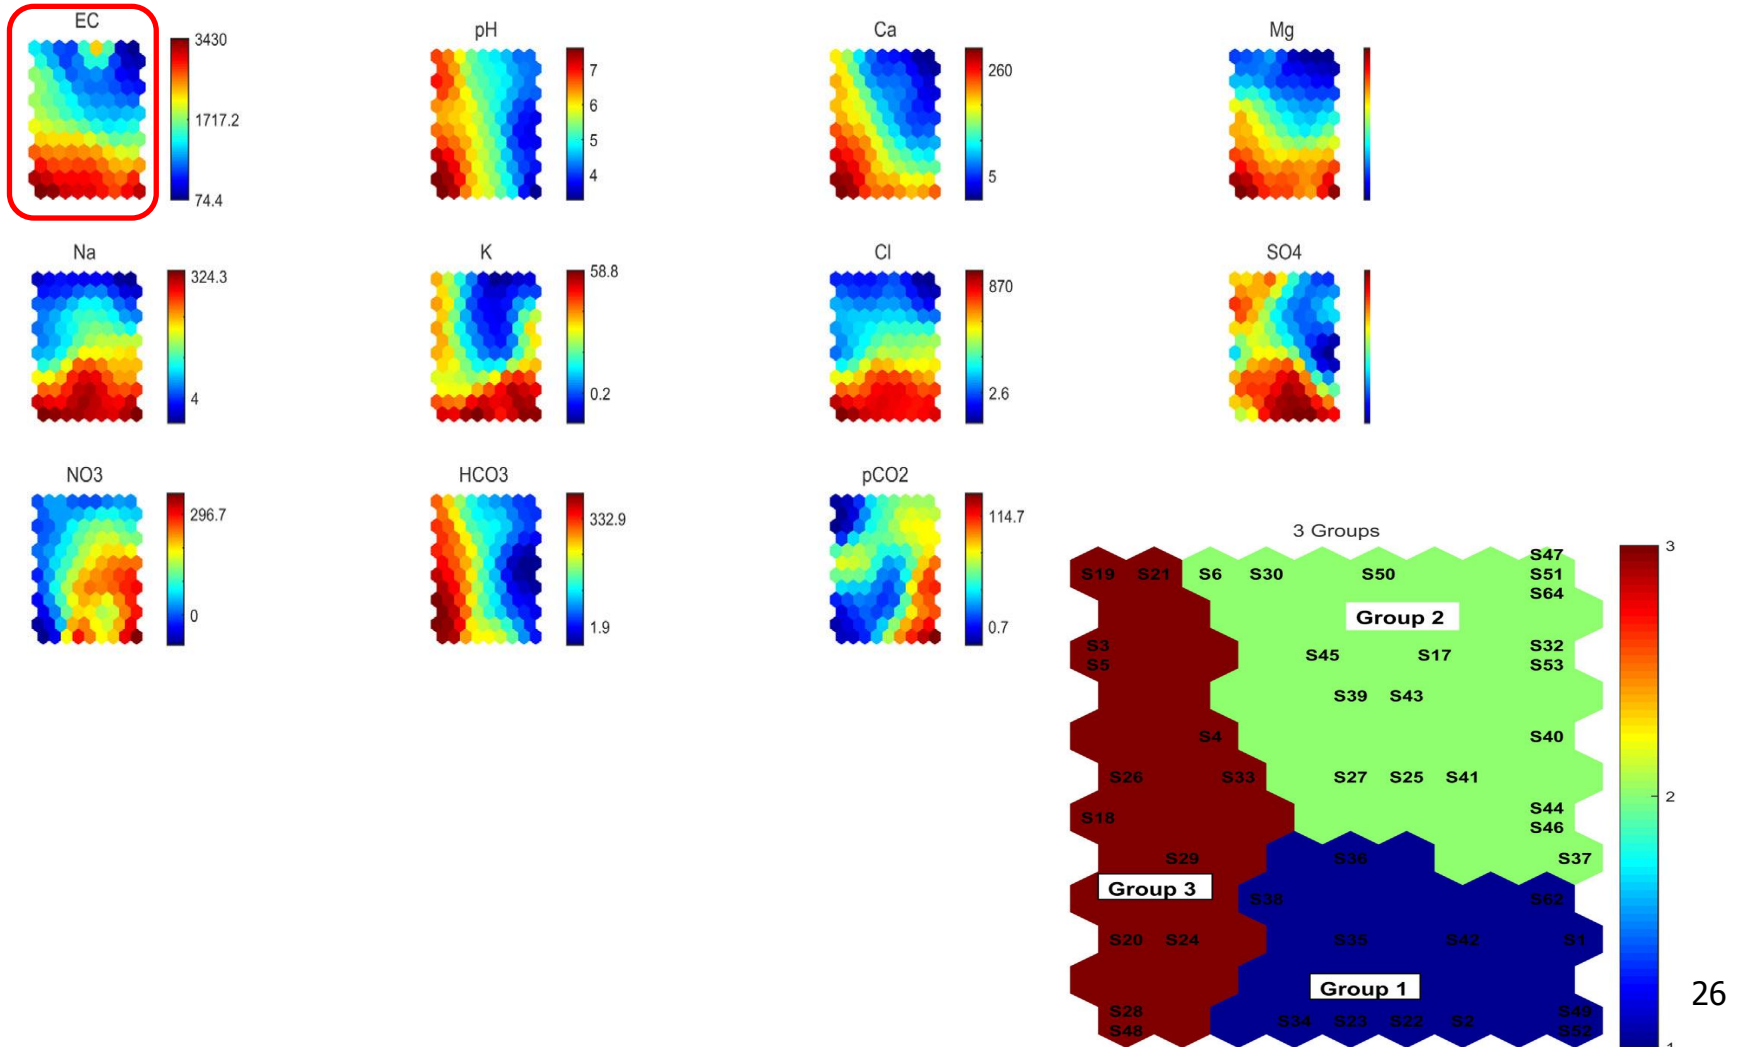 EC
3430
1717.2
74.4
pH
7
6
5
4
Ca
260
5
Mg
Na
324.3
4
K
58.8
0.2
Cl
870
2.6
SO4
NO3
296.7
0
HCO3
332.9
1.9
pCO2
114.7
0.7
3 Groups
S47
S19 S21 S6 S30 S50 S51
S64
Group 2
S3 S32
S45 S17
S5 S53
S39 S43
S4 S40
S26 S33 S27 S25 S41
S44
S18
S46
S29 S36 S37
Group 3
S38 S62
S20 S24 S35 S42 S1
Group 1
S28 S49
S34 S23 S22 S2
S48 S52
3
2
1
26